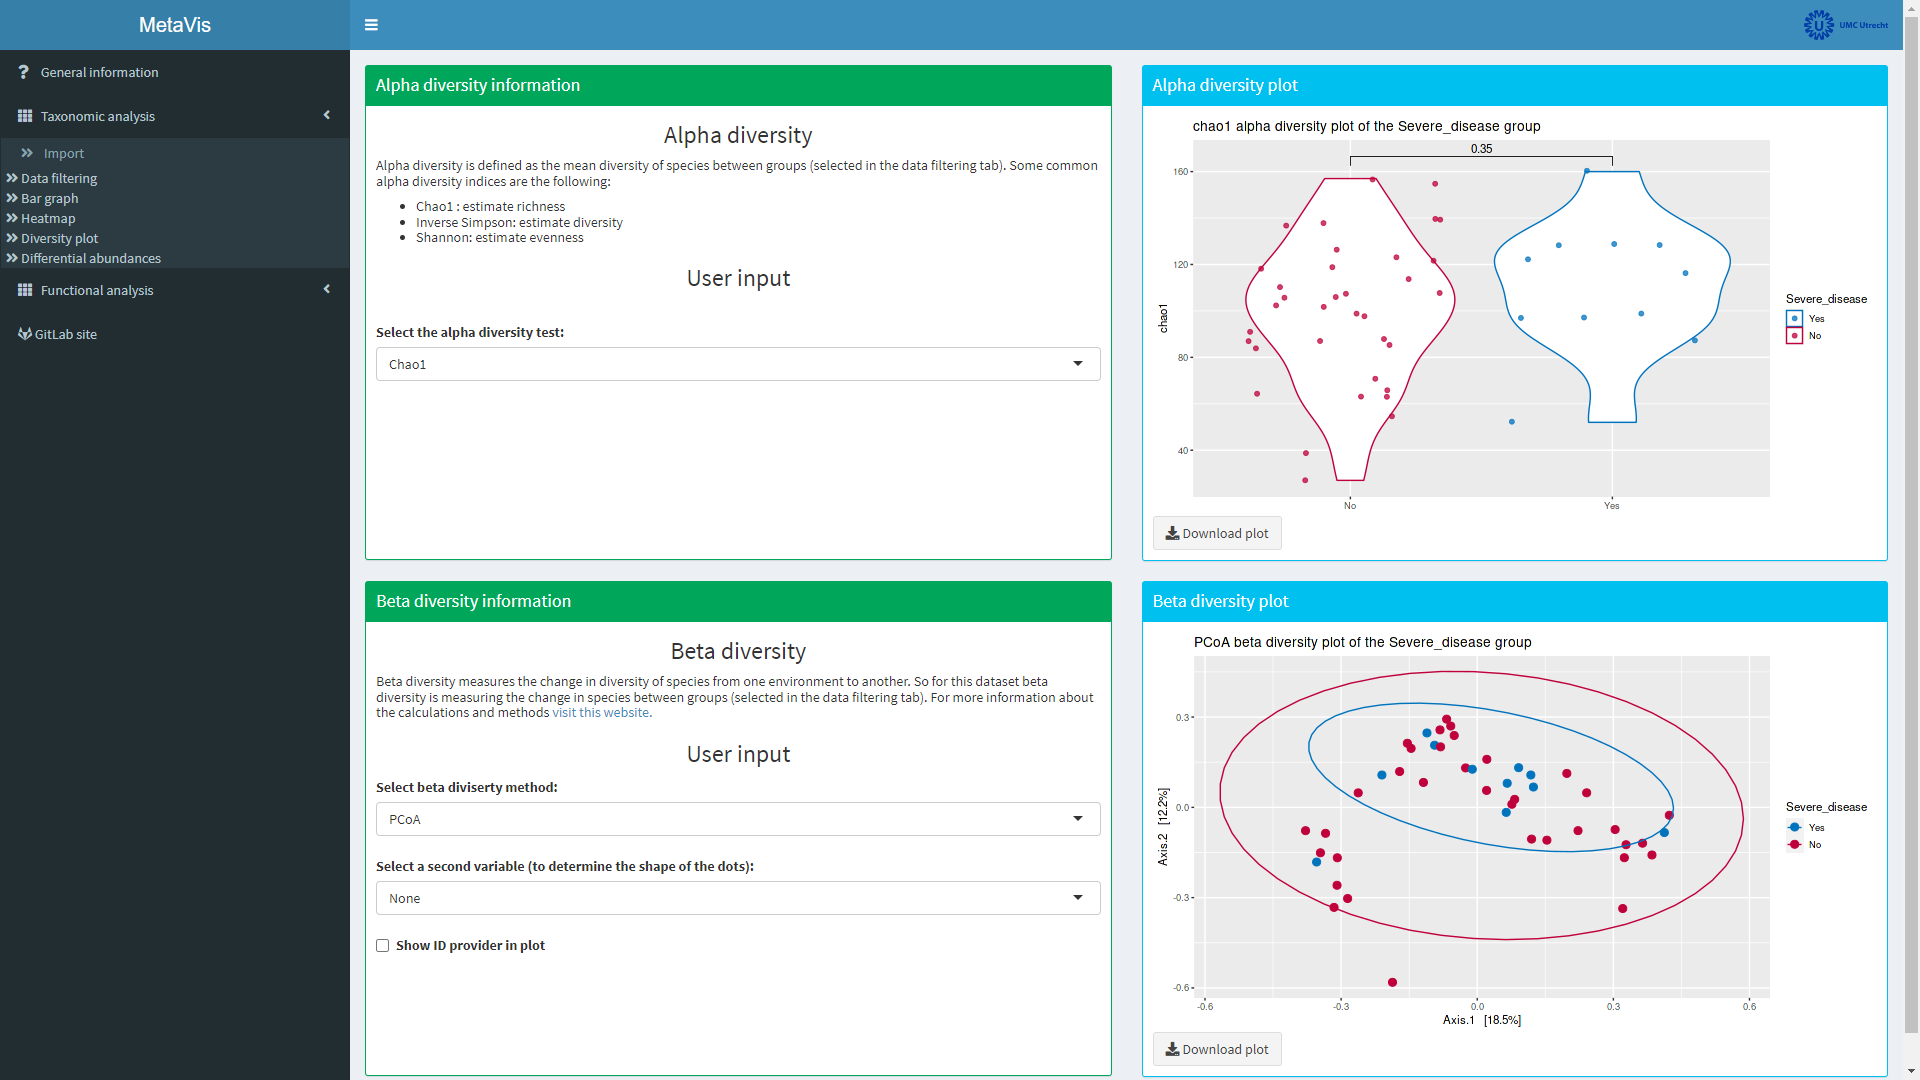 MetaVis
UMC Utrecht
General information
Taxonomic analysis
Import
Data filtering
Bar graph
Heatmap
Diversity plot
Differential abundances
Functional analysis
GitLab site
Alpha diversity information
Alpha diversity
Alpha diversity is defined as the mean diversity of species between groups (selected in the data filtering tab). Some common
alpha diversity indices are the following:
Chao1 : estimate richness
Inverse Simpson: estimate diversity
Shannon: estimate evenness
User input
Select the alpha diversity test:
Chao1
Alpha diversity plot
chao1 alpha diversity plot of the Severe_disease group
0.35
160
120
80
40
chao1
No
Yes
Severe_disease
Yes
No
Download plot
Beta diversity information
Beta diversity
Beta diversity measures the change in diversity of species from one environment to another. So for this dataset beta
diversity is measuring the change in species between groups (selected in the data filtering tab). For more information about
the calculations and methods visit this website.
User input
Select beta diviserty method:
PCoA
Select a second variable (to determine the shape of the dots):
None
Show ID provider in plot
Beta diversity plot
PCoA beta diversity plot of the Severe_disease group
0.3
0.0
-0.3
-0.6
Axis.2 [12.2%]
-0.6
-0.3
0.0
0.3
0.6
Axis.1 [18.5%]
Severe_disease
Yes
No
Download plot